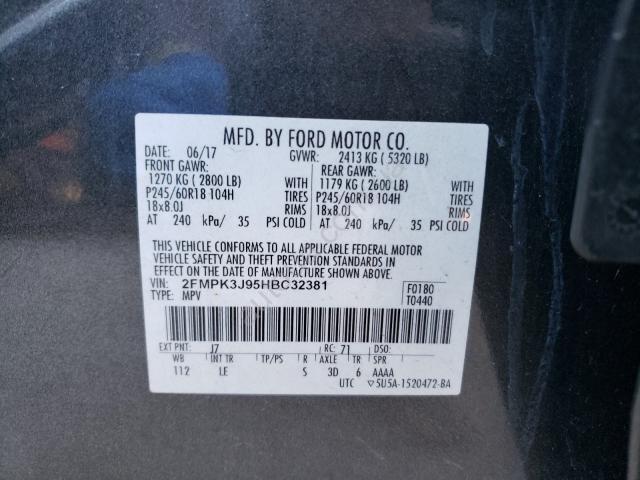 MFD. BY FORD MOTOR CO.
DATE: 06/17 GVWR: 2413 KG ( 5320 LB)
FRONT GAWR: REAR GAWR:
1270 KG ( 2800 LB) WITH 1179 KG ( 2600 LB) WITH
P245/60R18 104H TIRES P245/60R18 104H TIRES
18x8.0J RIMS 18x8.0J RIMS
AT 240 kPa/ 35 PSI COLD AT 240 kPa/ 35 PSI COLD
THIS VEHICLE CONFORMS TO ALL APPLICABLE FEDERAL MOTOR
VEHICLE SAFETY AND THEFT PREVENTION STANDARDS IN
EFFECT ON THE DATE OF MANUFACTURE SHOWN ABOVE.
VIN: 2FMPK3J95HBC32381 F0180
TYPE: MPV T0440
EXT PNT: J7 RC: 71 DSO:
WB INT TR TP/PS R AXLE TR SPR
112 LE S 3D 6 AAAA
UTC ▽5U5A-1520472-BA